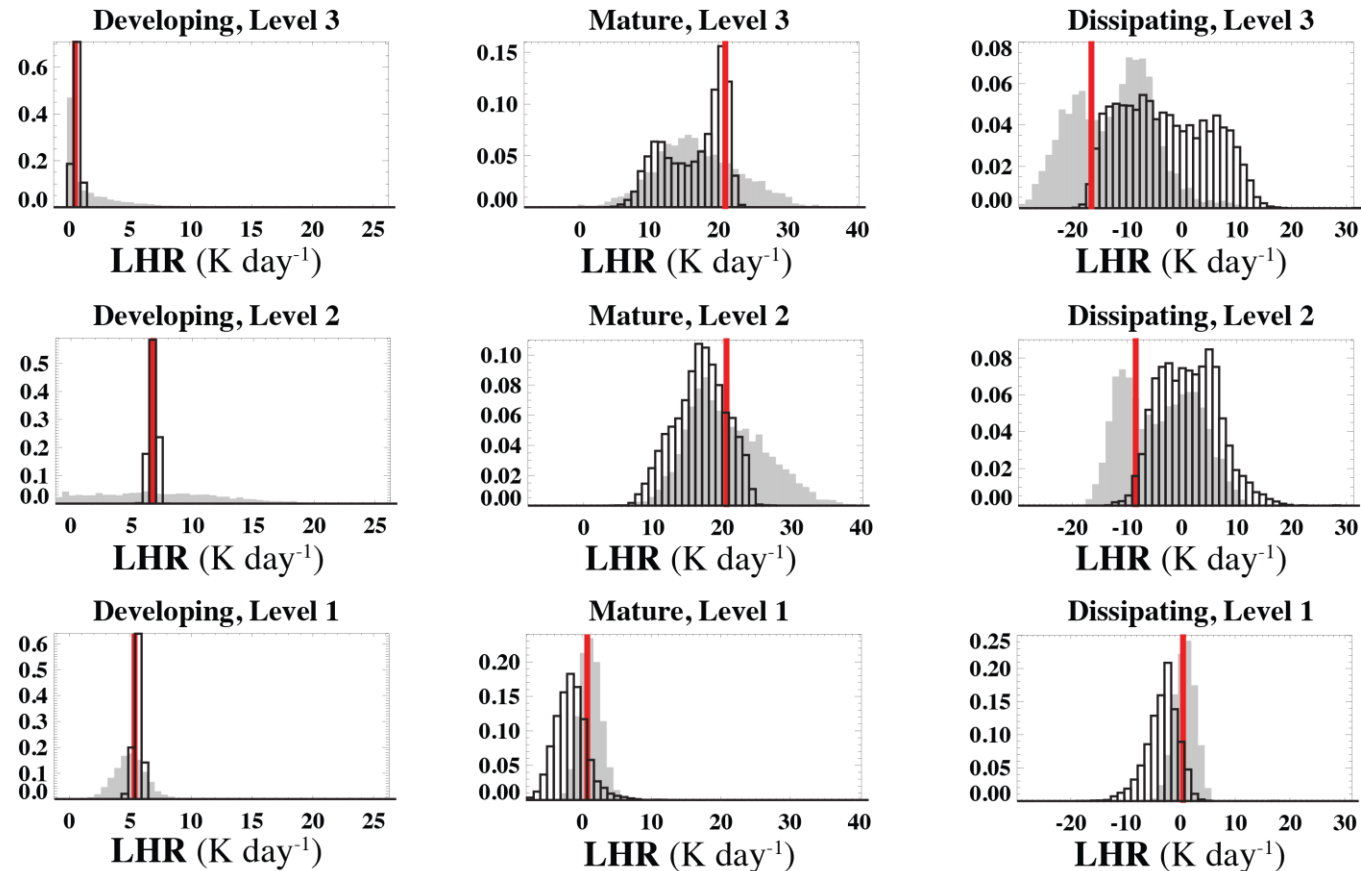 Developing, Level 3
0.6
0.4
0.2
0.0
0 5 10 15 20 25
LHR (K day-1)
Mature, Level 3
0.15
0.10
0.05
0.00
0 10 20 30 40
LHR (K day-1)
Dissipating, Level 3
0.08
0.06
0.04
0.02
0.00
-20 -10 0 10 20 30
LHR (K day-1)
Developing, Level 2
0.5
0.4
0.3
0.2
0.1
0.0
0 5 10 15 20 25
LHR (K day-1)
Mature, Level 2
0.10
0.08
0.06
0.04
0.02
0.00
0 10 20 30 40
LHR (K day-1)
Dissipating, Level 2
0.08
0.06
0.04
0.02
0.00
-20 -10 0 10 20 30
LHR (K day-1)
Developing, Level 1
0.6
0.5
0.4
0.3
0.2
0.1
0.0
0 5 10 15 20 25
LHR (K day-1)
Mature, Level 1
0.20
0.15
0.10
0.05
0.00
0 10 20 30 40
LHR (K day-1)
Dissipating, Level 1
0.25
0.20
0.15
0.10
0.05
0.00
-20 -10 0 10 20 30
LHR (K day-1)